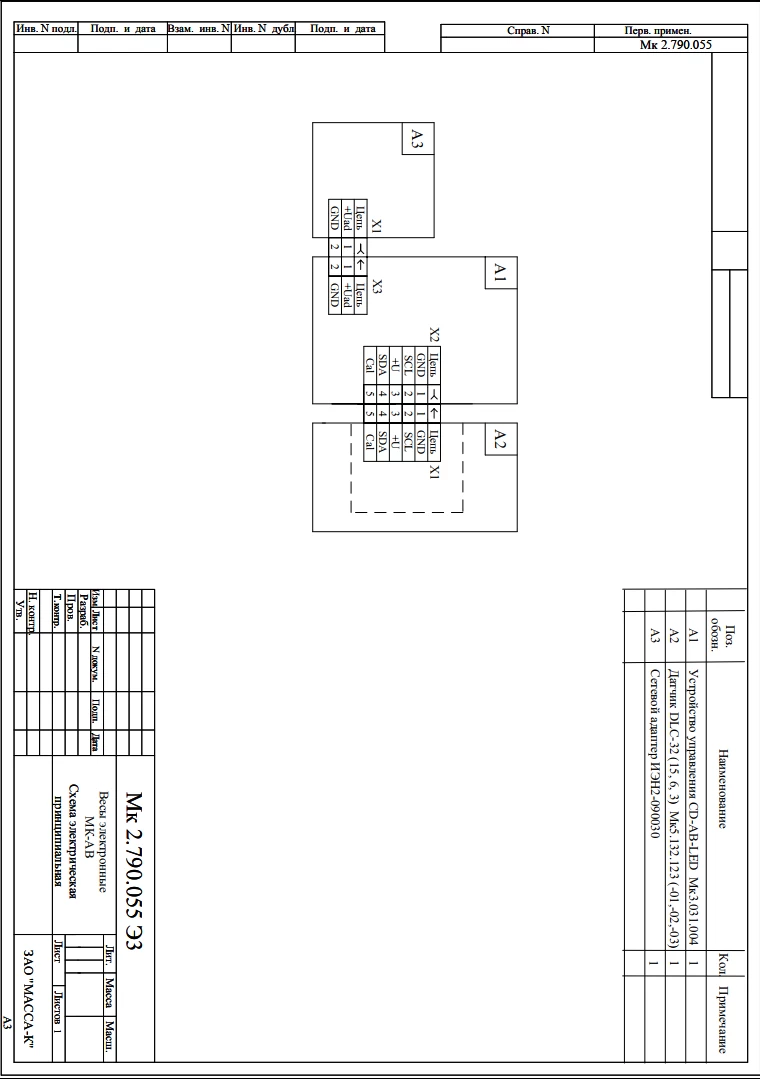 Инв. N подл.
Подп. и дата
Взам. инв. N
Инв. N дубл
Подп. и дата
Справ. N
Перв. примен.
Мк 2.790.055
А3
X1
Цепь
+Uad
GND
1
2
1
2
X3
Цепь
+Uad
GND
А1
X2
Цепь
GND
SCL
+U
SDA
Cal
1
2
3
4
5
1
2
3
4
5
X1
Цепь
GND
SCL
+U
SDA
Cal
А2
Поз. обозн.
Наименование
Кол
Примечание
А1 Устройство управления CD-AB-LED Мк3.031.004 1
А2 Датчик DLC-32 (15, 6, 3) Мк5.132.123 (-01,-02,-03) 1
А3 Сетевой адаптер ИЭН2-090030 1
Мк 2.790.055 Э3
Изм Лист
N докум.
Подп.
Дата
Разраб.
Пров.
Т.контр.
Н. контр.
Утв.
Весы электронные
МК-АВ
Схема электрическая
принципиальная
Лит.
Масса
Масш.
Лист
Листов 1
ЗАО "МАССА-К"
А3